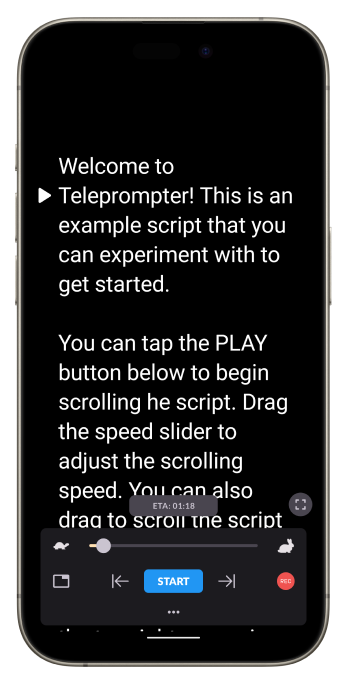 Welcome to
Teleprompter! This is an
example script that you
can experiment with to
get started.
You can tap the PLAY
button below to begin
scrolling he script. Drag
the speed slider to
adjust the scrolling
speed. You can also
ETA: 01:18
drag to scroll the script
START
REC